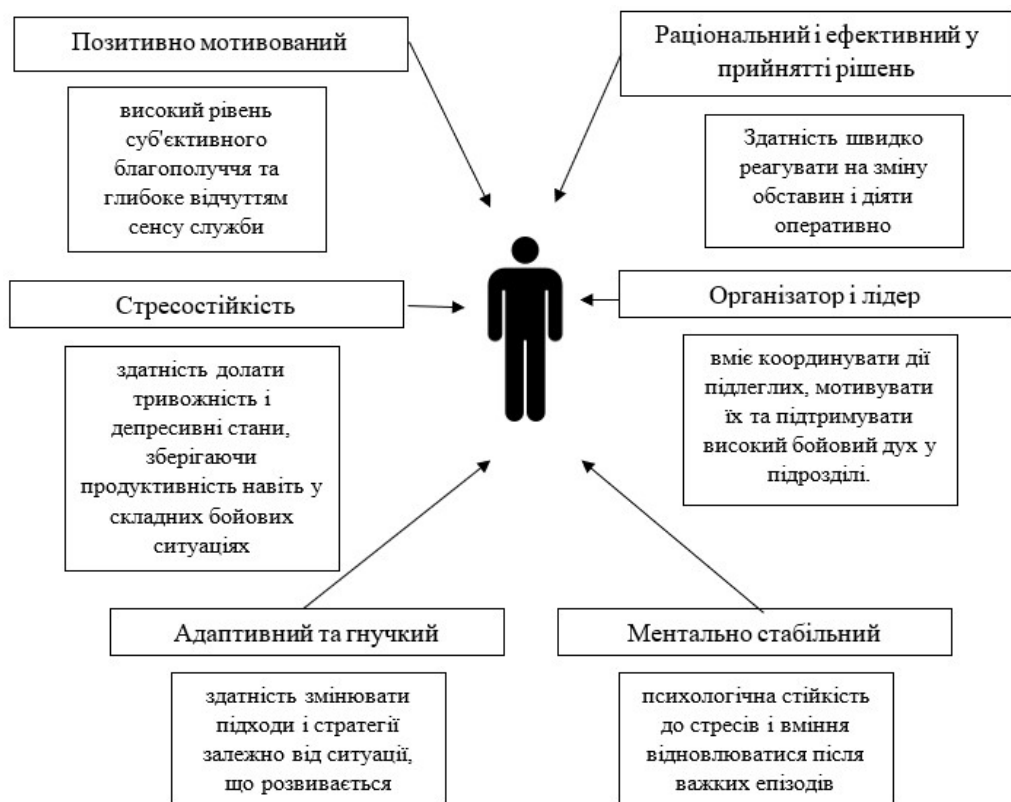 Позитивно мотивований
високий рівень
суб'єктивного
благополуччя та
глибоке відчуттям
сенсу служби
Раціональний і ефективний у
прийнятті рішень
Здатність швидко
реагувати на зміну
обставин і діяти
оперативно
Стресостійкість
здатність долати
тривожність і
депресивні стани,
зберігаючи
продуктивність навіть у
складних бойових
ситуаціях
Організатор і лідер
вміє координувати дії
підлеглих, мотивувати
їх та підтримувати
високий бойовий дух у
підрозділі.
Адаптивний та гнучкий
здатність змінювати
підходи і стратегії
залежно від ситуації,
що розвивається
Ментально стабільний
психологічна стійкість
до стресів і вміння
відновлюватися після
важких епізодів